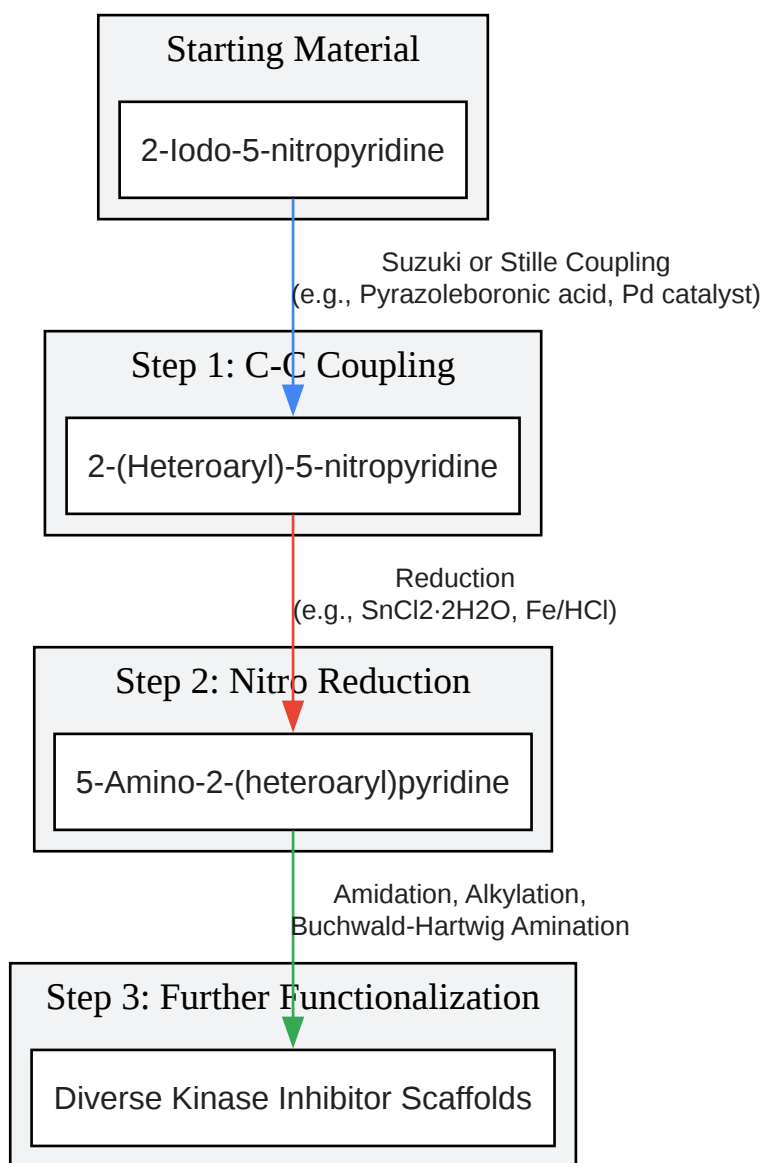 Starting Material
2-Iodo-5-nitropyridine
Suzuki or Stille Coupling
(e.g., Pyrazoleboronic acid, Pd catalyst)
Step 1: C-C Coupling
2-(Heteroaryl)-5-nitropyridine
Reduction
(e.g., SnCl2·2H2O, Fe/HCl)
Step 2: Nitro Reduction
5-Amino-2-(heteroaryl)pyridine
Amidation, Alkylation,
Buchwald-Hartwig Amination
Step 3: Further Functionalization
Diverse Kinase Inhibitor Scaffolds